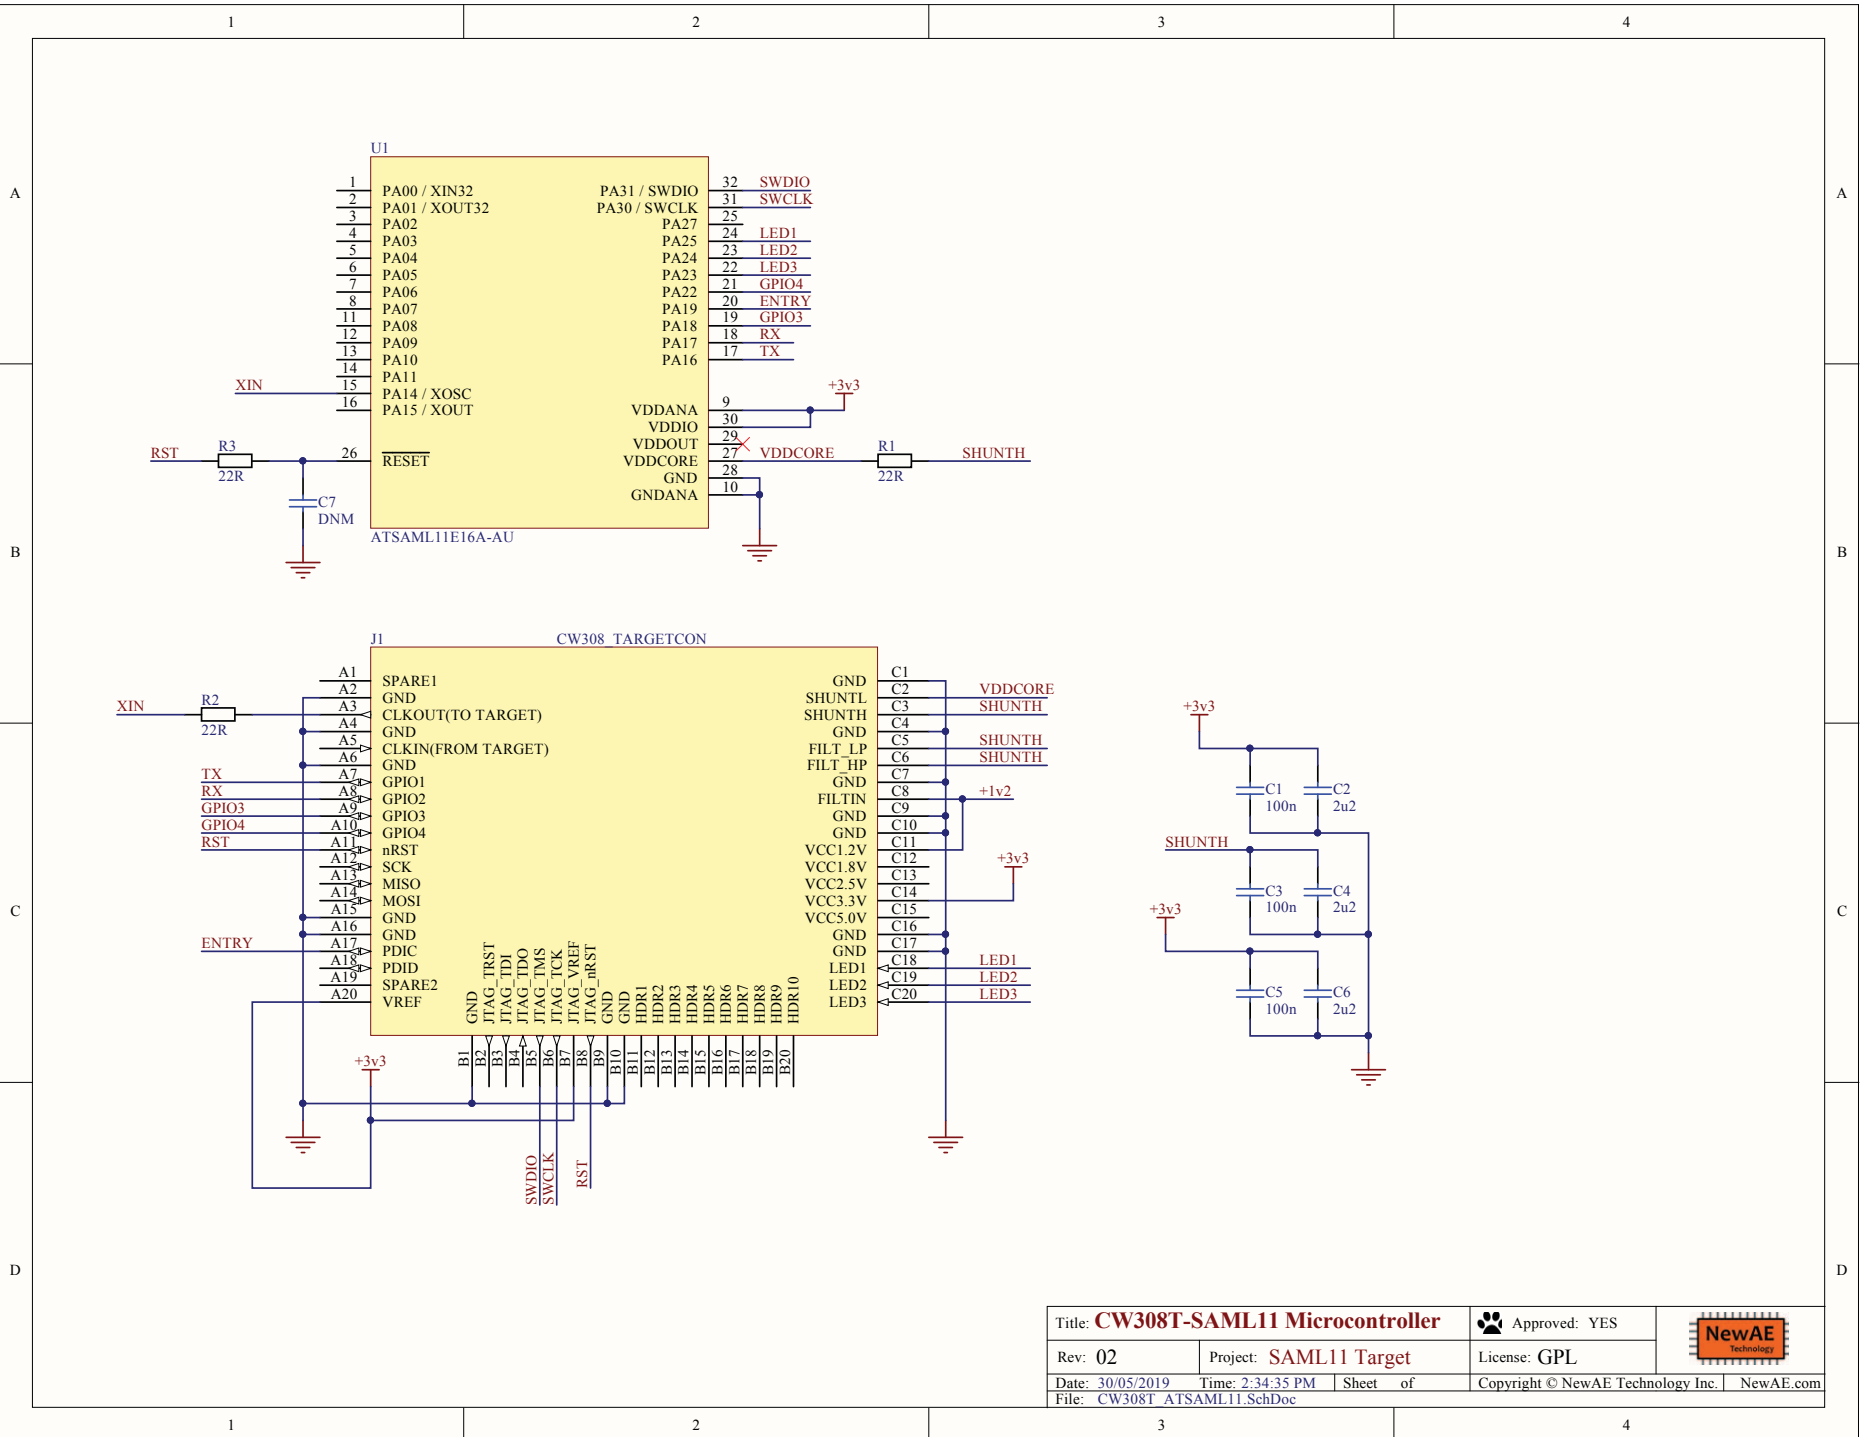 1 2 3 4
A A
B B
C C
D D
1 2 3 4
U1
1 PA00 / XIN32
2 PA01 / XOUT32
3 PA02
4 PA03
5 PA04
6 PA05
7 PA06
8 PA07
11 PA08
12 PA09
13 PA10
14 PA11
XIN 15 PA14 / XOSC
16 PA15 / XOUT
RST R3 22R 26 RESET
C7
DNM
PA31 / SWDIO 32 SWDIO
PA30 / SWCLK 31 SWCLK
PA27 25
PA25 24 LED1
PA24 23 LED2
PA23 22 LED3
PA22 21 GPIO4
PA19 20 ENTRY
PA18 19 GPIO3
PA17 18 RX
PA16 17 TX
+3v3
VDDANA 9
VDDIO 30
VDDOUT 29
VDDCORE 27 VDDCORE R1 22R SHUNTH
GND 28
GNDANA 10
ATSAML11E16A-AU
J1 CW308_TARGETCON
A1 SPARE1
A2 GND
XIN R2 22R A3 CLKOUT(TO TARGET)
A4 GND
A5 CLKIN(FROM TARGET)
A6 GND
TX A7 GPIO1
RX A8 GPIO2
GPIO3 A9 GPIO3
GPIO4 A10 GPIO4
RST A11 nRST
A12 SCK
A13 MISO
A14 MOSI
A15 GND
A16 GND
ENTRY A17 PDIC
A18 PDID
A19 SPARE2
A20 VREF
GND C1
SHUNTL C2 VDDCORE
SHUNTH C3 SHUNTH
GND C4
FILT_LP C5 SHUNTH
FILT_HP C6 SHUNTH
GND C7
FILTIN C8 +1v2
GND C9
GND C10
VCC1.2V C11
VCC1.8V C12
VCC2.5V C13
VCC3.3V C14 +3v3
VCC5.0V C15
GND C16
GND C17
LED1 C18 LED1
LED2 C19 LED2
LED3 C20 LED3
GND B1
JTAG_TRST B2
JTAG_TDI B3
JTAG_TDO B4
JTAG_TMS B5 SWDIO
JTAG_TCK B6 SWCLK
JTAG_VREF B7
JTAG_nRST B8 RST
GND B9
GND B10
HDR1 B11
HDR2 B12
HDR3 B13
HDR4 B14
HDR5 B15
HDR6 B16
HDR7 B17
HDR8 B18
HDR9 B19
HDR10 B20
+3v3
+3v3
C1 C2
100n 2u2
SHUNTH
C3 C4
100n 2u2
+3v3
C5 C6
100n 2u2
Title: CW308T-SAML11 Microcontroller
Approved: YES
Rev: 02 Project: SAML11 Target
License: GPL
Date: 30/05/2019 Time: 2:34:35 PM Sheet of
Copyright © NewAE Technology Inc. NewAE.com
File: CW308T_ATSAML11.SchDoc
NewAE
Technology